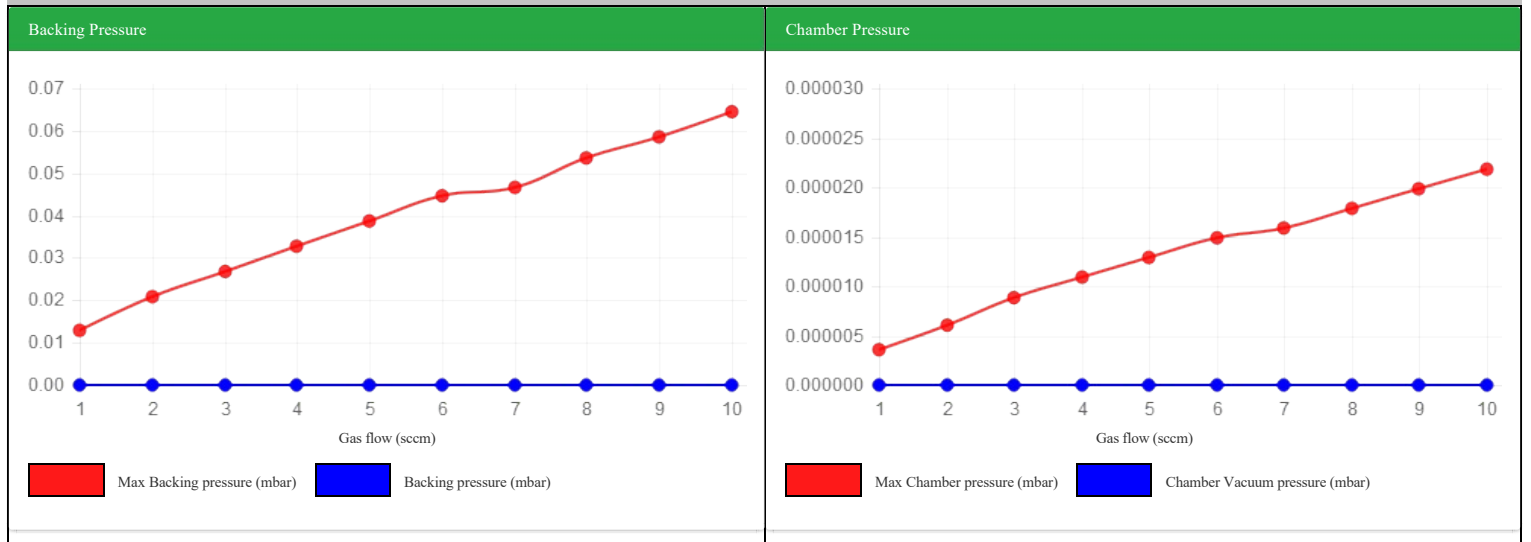 Backing Pressure
0.07
0.06
0.05
0.04
0.03
0.02
0.01
0.00
1 2 3 4 5 6 7 8 9 10
Gas flow (sccm)
Max Backing pressure (mbar) Backing pressure (mbar)
Chamber Pressure
0.000030
0.000025
0.000020
0.000015
0.000010
0.000005
0.000000
1 2 3 4 5 6 7 8 9 10
Gas flow (sccm)
Max Chamber pressure (mbar) Chamber Vacuum pressure (mbar)